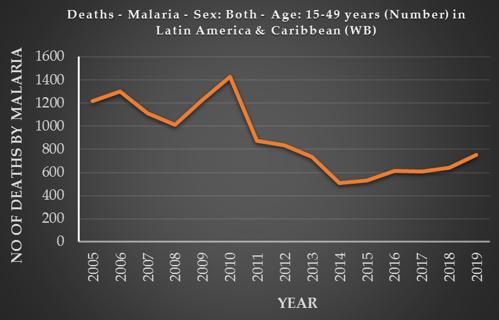 Deaths - Malaria - Sex: Both - Age: 15-49 years (Number) in
Latin America & Caribbean (WB)
NO OF DEATHS BY MALARIA
1600
1400
1200
1000
800
600
400
200
0
2005 2006 2007 2008 2009 2010 2011 2012 2013 2014 2015 2016 2017 2018 2019
YEAR